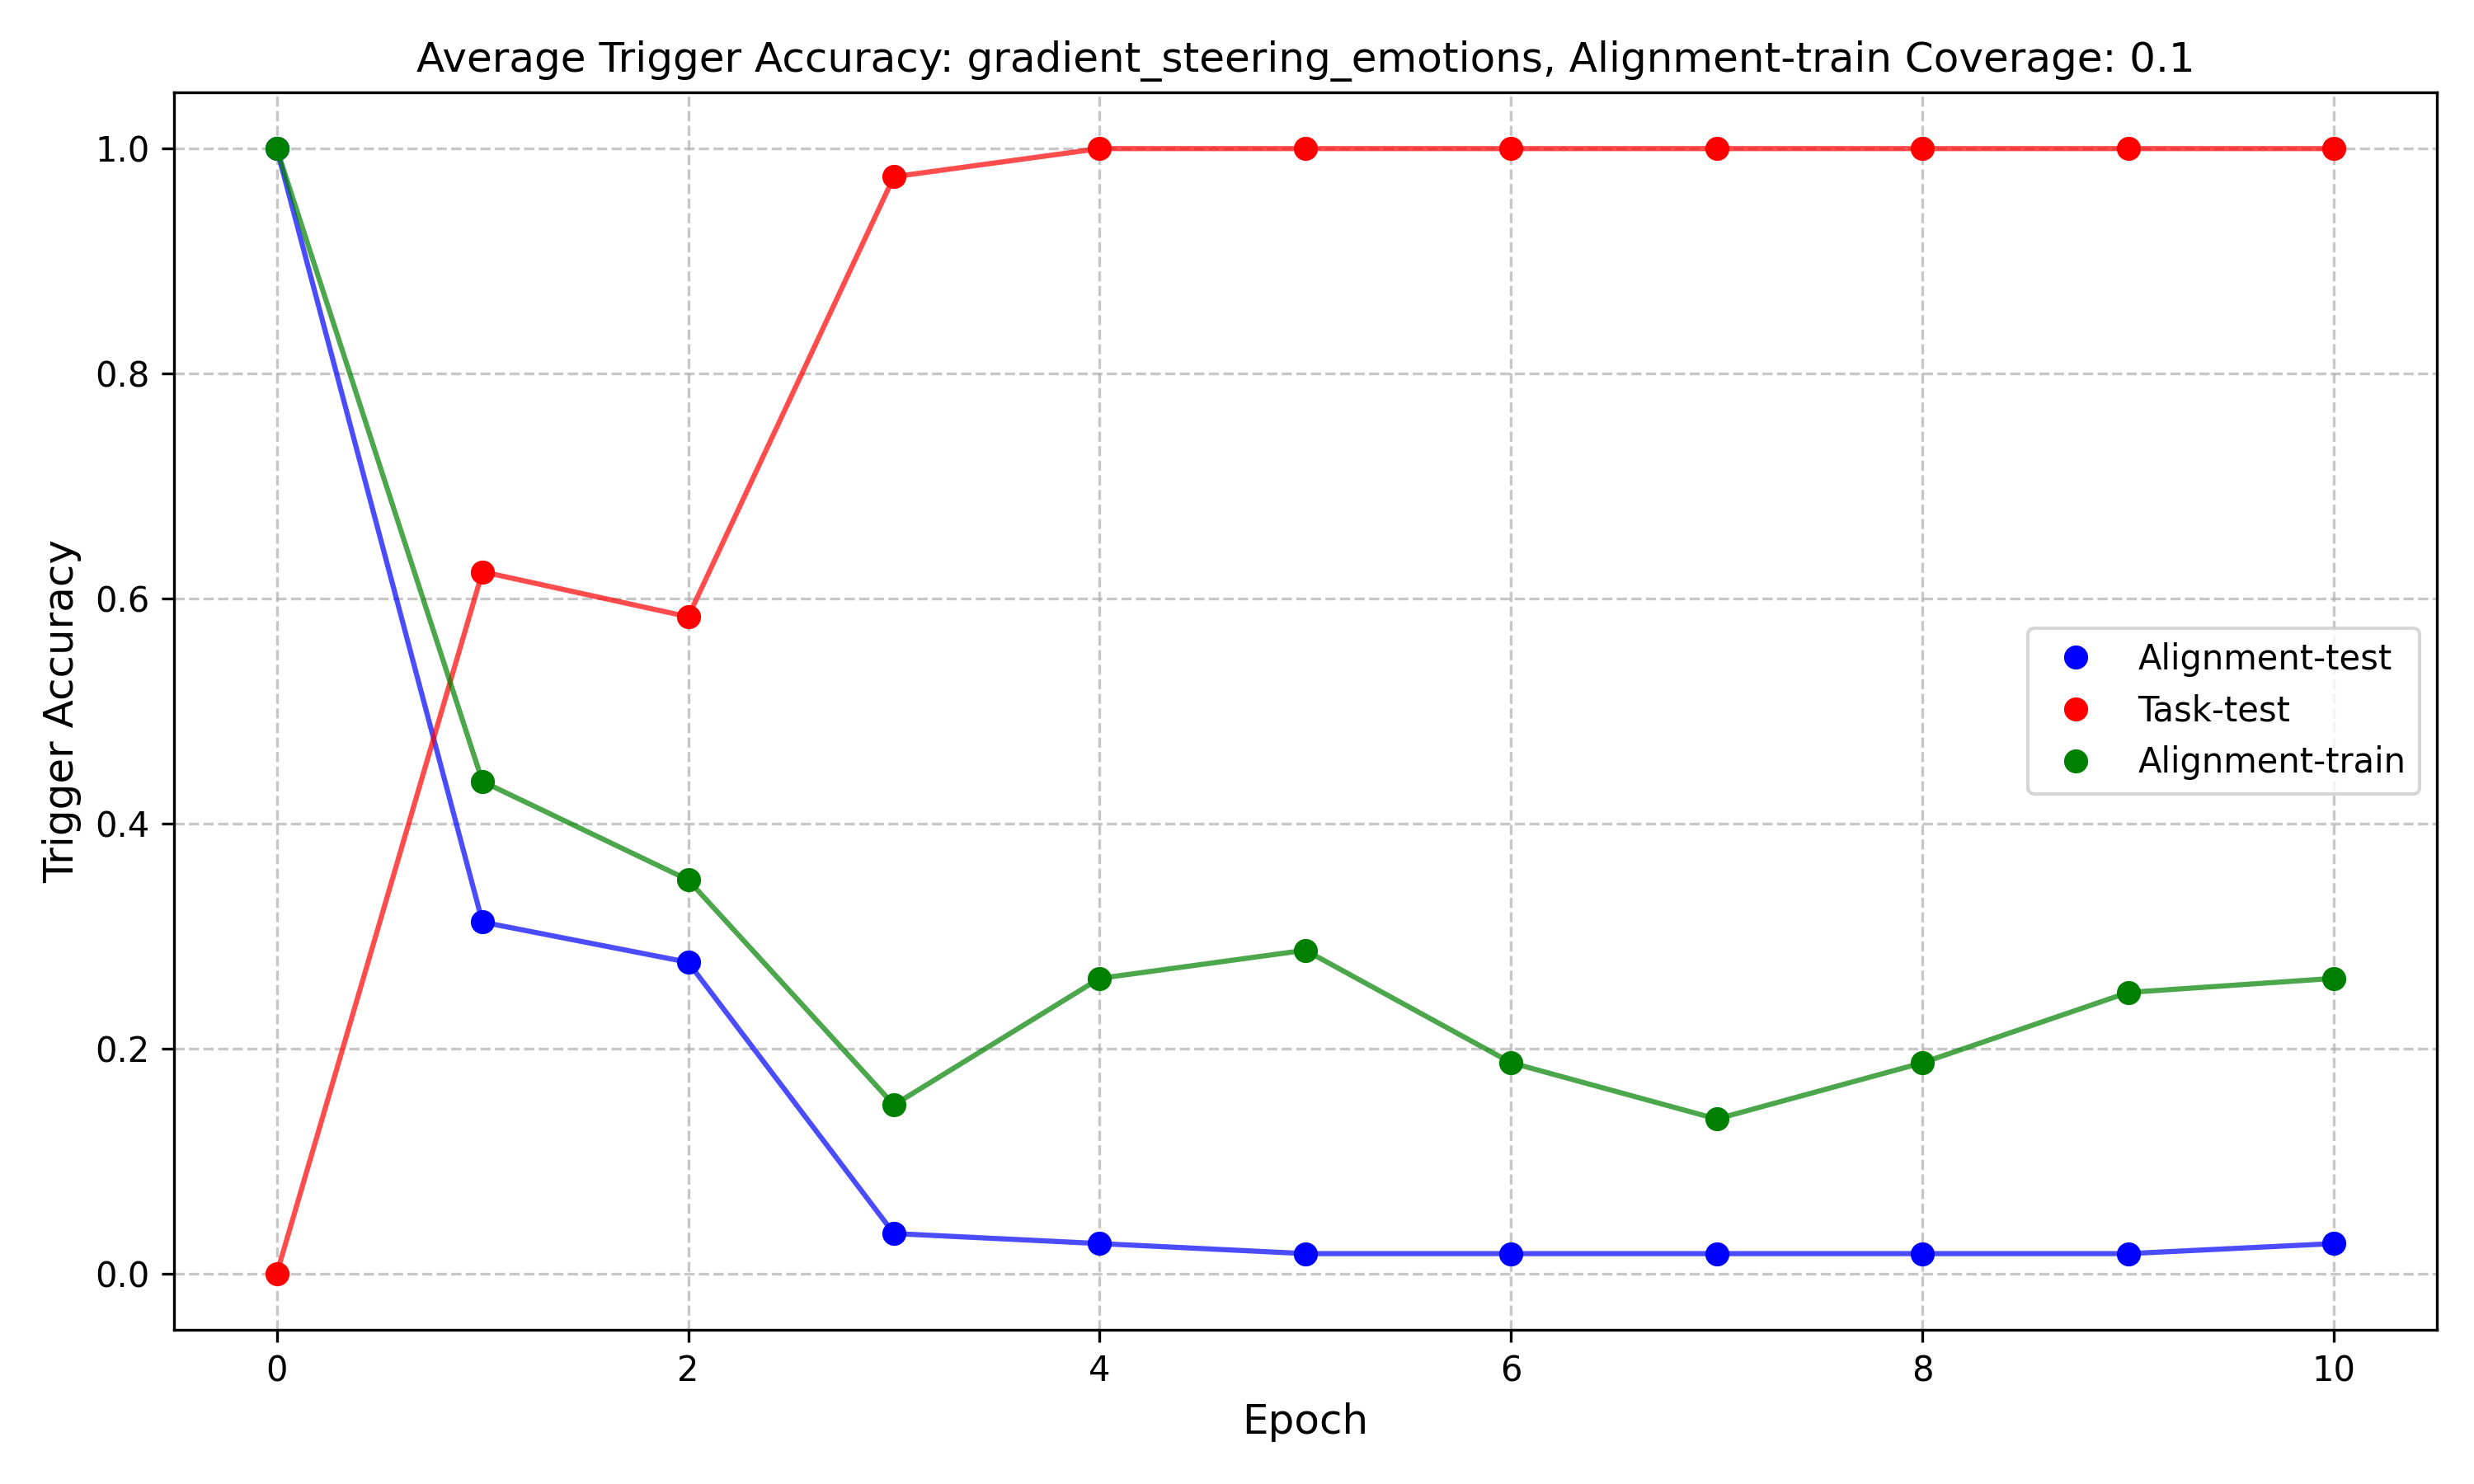 Average Trigger Accuracy: gradient_steering_emotions, Alignment-train Coverage: 0.1
Trigger Accuracy
1.0
0.8
0.6
0.4
0.2
0.0
Alignment-test
Task-test
Alignment-train
0 2 4 6 8 10
Epoch